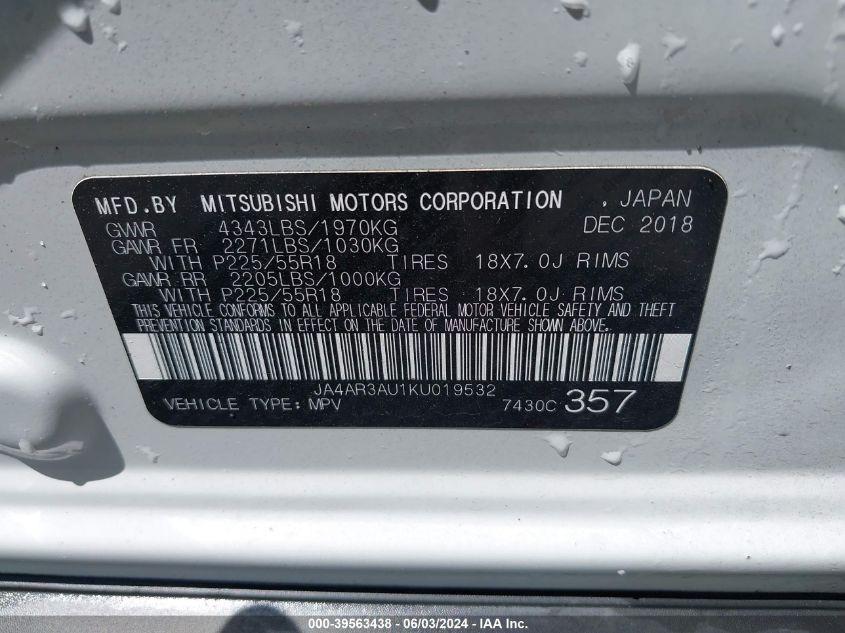 MFD.BY MITSUBISHI MOTORS CORPORATION , JAPAN
GVWR 4343LBS/1970KG DEC 2018
GAWR FR 2271LBS/1030KG
WITH P225/55R18 TIRES 18X7.0J RIMS
GAWR RR 2205LBS/1000KG
WITH P225/55R18 TIRES 18X7.0J RIMS
THIS VEHICLE CONFORMS TO ALL APPLICABLE FEDERAL MOTOR VEHICLE SAFETY AND THEFT
PREVENTION STANDARDS IN EFFECT ON THE DATE OF MANUFACTURE SHOWN ABOVE.
JA4AR3AU1KU019532
VEHICLE TYPE: MPV 7430C 357
000-39563438 - 06/03/2024 - IAA Inc.